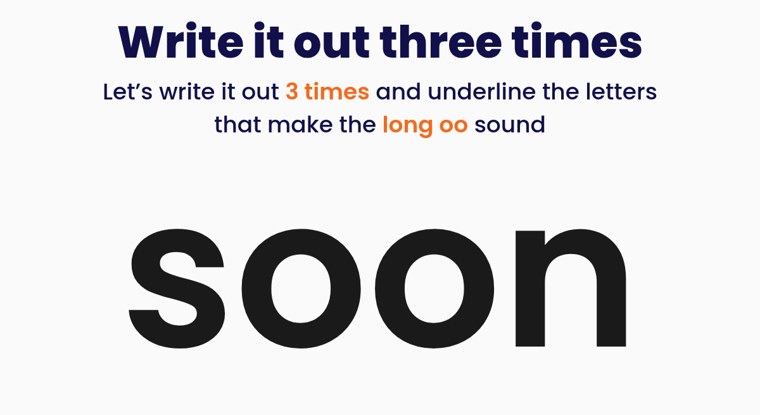 Write it out three times
Let’s write it out 3 times and underline the letters
that make the long oo sound
soon